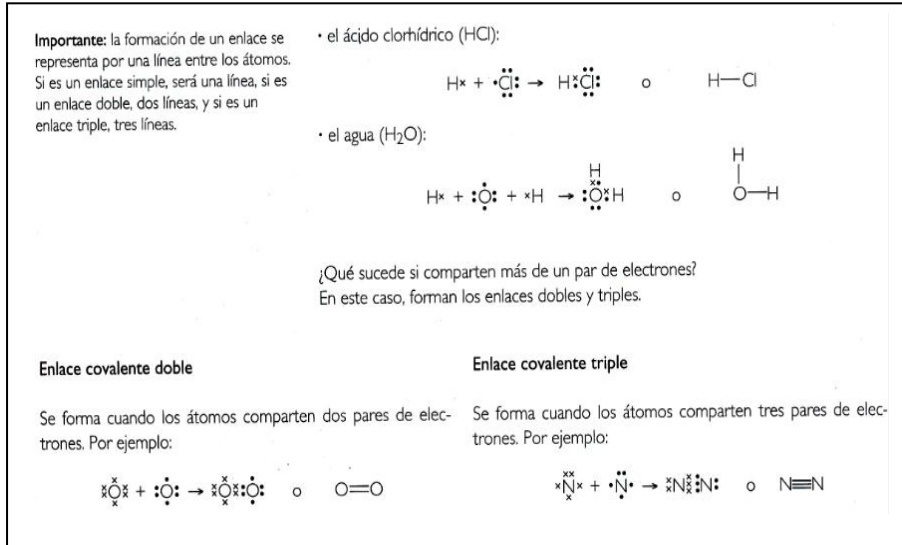 Importante: la formación de un enlace se
representa por una línea entre los átomos.
Si es un enlace simple, será una línea, si es
un enlace doble, dos líneas, y si es un
enlace triple, tres líneas.
· el ácido clorhídrico (HCl):
H× + ·C̈l: → H:C̈l: o H—Cl
· el agua (H₂O):
H
H
H× + :Ö: + ×H → :Ö:H o O—H
¿Qué sucede si comparten más de un par de electrones?
En este caso, forman los enlaces dobles y triples.
Enlace covalente doble
Se forma cuando los átomos comparten dos pares de elec-
trones. Por ejemplo:
O + O → O O o O=O
Enlace covalente triple
Se forma cuando los átomos comparten tres pares de elec-
trones. Por ejemplo:
N + N → N N o N≡N